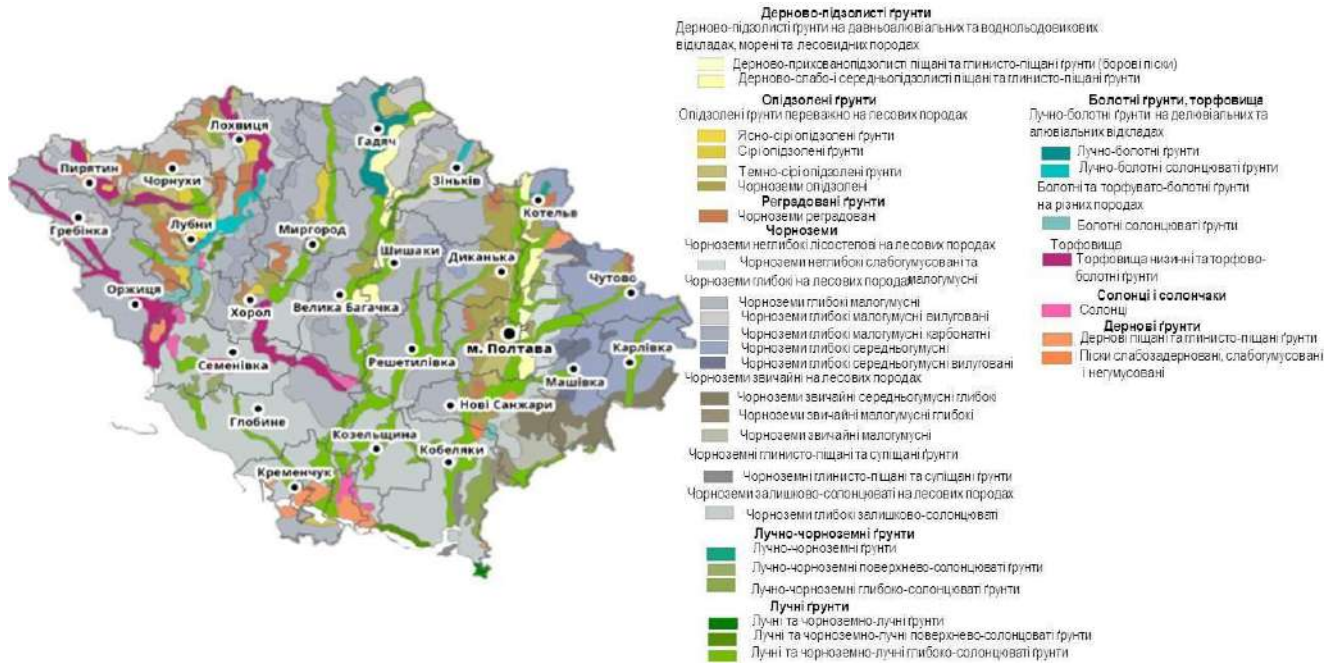 Лохвиця
Гадяч
Пирятин
Чорнухи
Зіньків
Котельв
Гребінка
Лубни
Миргород
Шишаки
Диканька
Чутово
Оржиця
Хорол
Велика Багачка
м. Полтава
Карлівка
Семенівка
Решетилівка
Машівка
Глобине
Нові Санжари
Козельщина
Кобеляки
Кременчук
Дерново-підзолисті ґрунти
Дерново-підзолисті ґрунти на давньоалювіальних та воднольодовикових
відкладах, морені та лесовидних породах
Дерново-прихованопідзолисті піщані та глинисто-піщані ґрунти (борові піски)
Дерново-слабо-і середньопідзолисті піщані та глинисто-піщані ґрунти
Опідзолені ґрунти
Опідзолені ґрунти переважно на лесових породах
Ясно-сірі опідзолені ґрунти
Сірі опідзолені ґрунти
Темно-сірі опідзолені ґрунти
Чорноземи опідзолені
Реградовані ґрунти
Чорноземи реградовані
Чорноземи
Чорноземи неглибокі лісостепові на лесових породах
Чорноземи неглибокі слабогумусовані та
малогумусні
Чорноземи глибокі на лесових породах
Чорноземи глибокі малогумусні
Чорноземи глибокі малогумусні вилуговані
Чорноземи глибокі малогумусні карбонатні
Чорноземи глибокі середньогумусні
Чорноземи глибокі середньогумусні вилуговані
Чорноземи звичайні на лесових породах
Чорноземи звичайні середньогумусні глибокі
Чорноземи звичайні малогумусні глибокі
Чорноземи звичайні малогумусні
Чорноземні глинисто-піщані та супіщані ґрунти
Чорноземні глинисто-піщані та супіщані ґрунти
Чорноземи залишково-солонцюваті на лесових породах
Чорноземи глибокі залишково-солонцюваті
Лучно-чорноземні ґрунти
Лучно-чорноземні ґрунти
Лучно-чорноземні поверхнево-солонцюваті ґрунти
Лучно-чорноземні глибоко-солонцюваті ґрунти
Лучні ґрунти
Лучні та чорноземно-лучні ґрунти
Лучні та чорноземно-лучні поверхнево-солонцоваті ґрунти
Лучні та чорноземно-лучні глибоко-солонцюваті ґрунти
Болотні ґрунти, торфовища
Лучно-болотні ґрунти на делювіальних та
алювіальних відкладах
Лучно-болотні ґрунти
Лучно-болотні солонцюваті ґрунти
Болотні та торфувато-болотні ґрунти
на різних породах
Болотні солонцюваті ґрунти
Торфовища
Торфовища низинні та торфово-
болотні ґрунти
Солонці і солончаки
Солонці
Дернові ґрунти
Дернові піщані та глинисто-піщані ґрунти
Піски слабозадерновані, слабогумусовані
і негумусовані